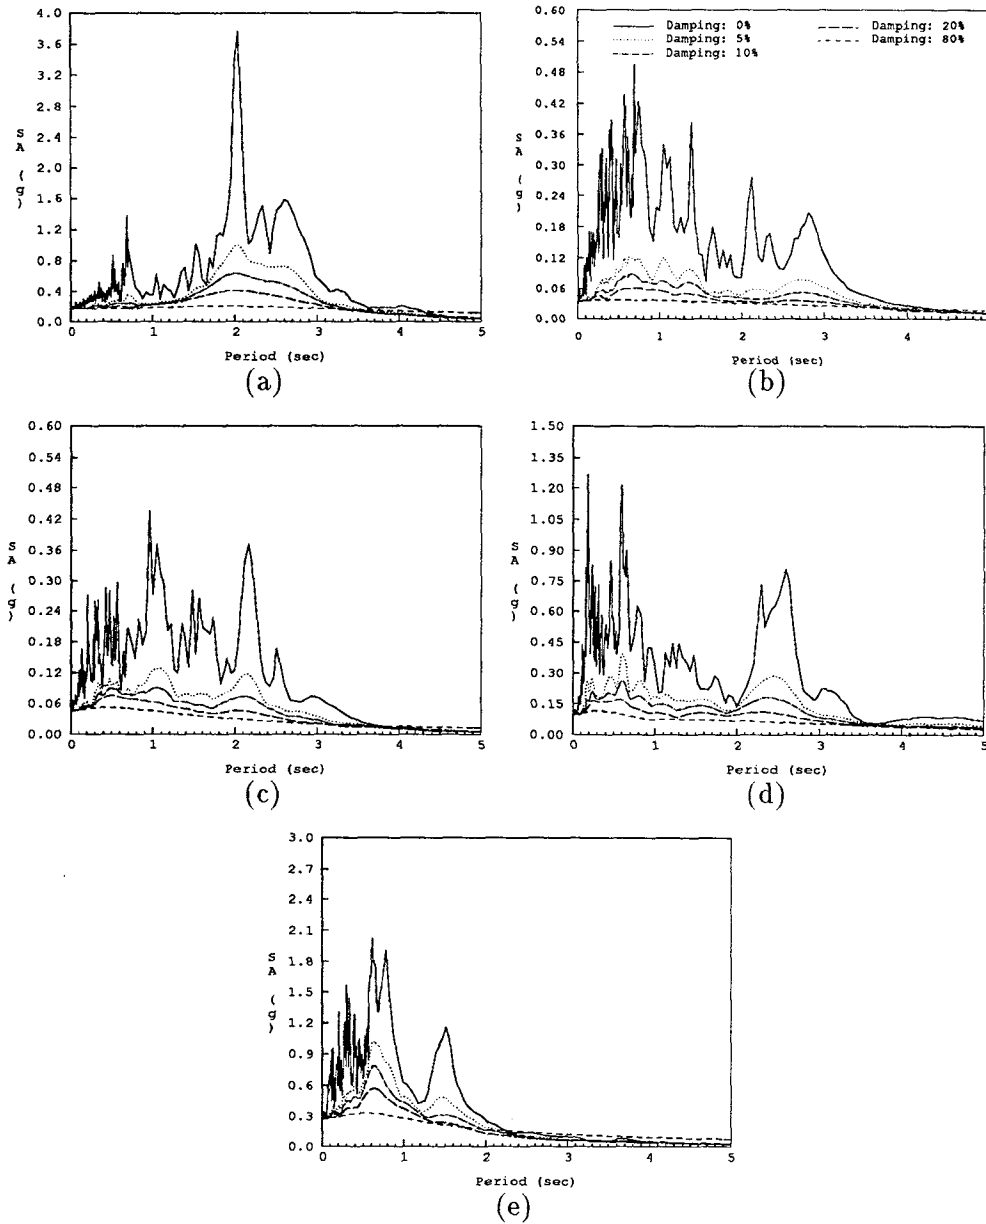 4.0
3.6
3.2
2.8
2.4
2.0
1.6
1.2
0.8
0.4
0.0
S
A
(
g
)
0 1 2 3 4 5
Period (sec)
(a)
0.60
0.54
0.48
0.42
0.36
0.30
0.24
0.18
0.12
0.06
0.00
S
A
(
g
)
Damping: 0%
Damping: 5%
Damping: 10%
Damping: 20%
Damping: 80%
0 1 2 3 4
Period (sec)
(b)
0.60
0.54
0.48
0.42
0.36
0.30
0.24
0.18
0.12
0.06
0.00
S
A
(
g
)
0 1 2 3 4 5
Period (sec)
(c)
1.50
1.35
1.20
1.05
0.90
0.75
0.60
0.45
0.30
0.15
0.00
S
A
(
g
)
0 1 2 3 4 5
Period (sec)
(d)
3.0
2.7
2.4
2.1
1.8
1.5
1.2
0.9
0.6
0.3
0.0
S
A
(
g
)
0 1 2 3 4 5
Period (sec)
(e)